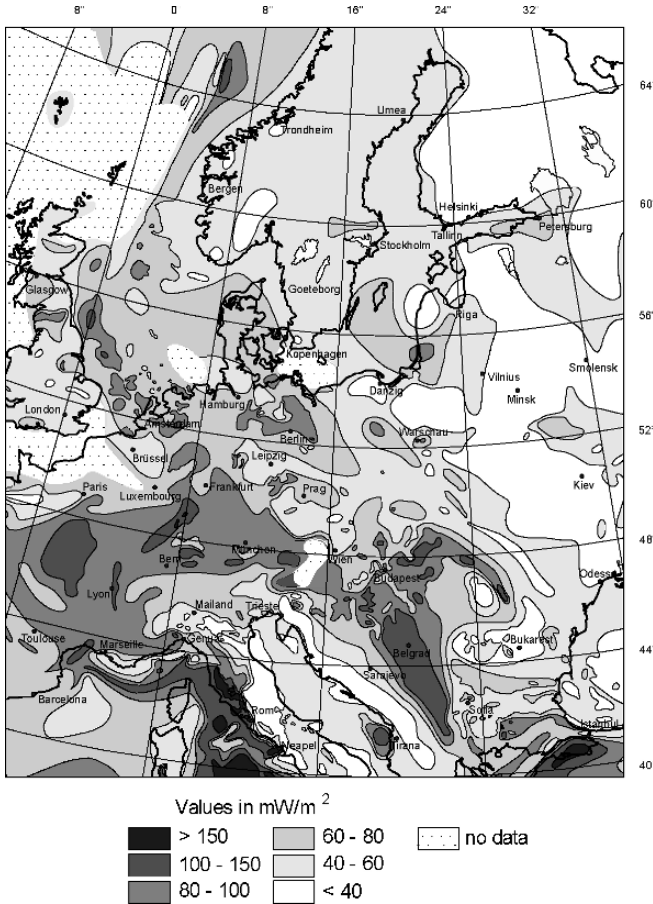 8° 0 8° 16° 24° 32°
64°
Umea
Trondheim
Bergen
Helsinki
60°
Petersburg
Tallinn
Stockholm
Glasgow
Goeteborg
Riga
56°
Kopenhagen
Smolensk
Vilnius
Danzig
Minsk
Hamburg
London
Amsterdam
Warschau
52°
Berlin
Brüssel
Leipzig
Kiev
Paris
Luxembourg
Frankfurt
Prag
48°
München
Wien
Bern
Budapest
Odessa
Lyon
Mailand
Triest
Toulouse
Genua
Bukarest
44°
Marseille
Belgrad
Sarajevo
Barcelona
Rom
Sofia
Istanbul
Neapel
Tirana
40°
Values in mW/m 2
> 150 60 - 80 no data
100 - 150 40 - 60
80 - 100 < 40